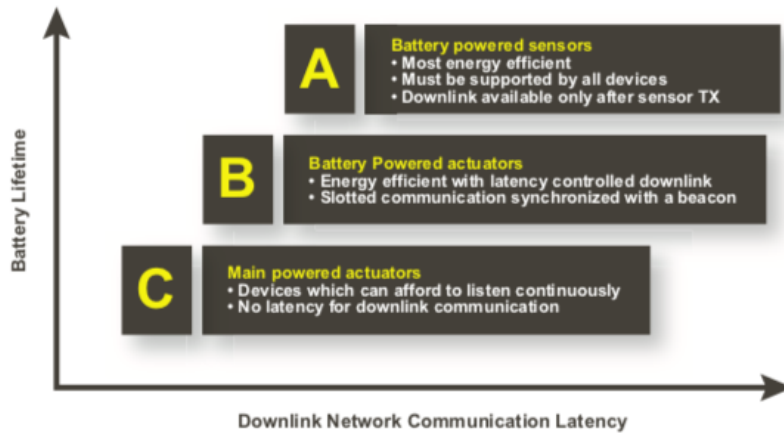 Battery Lifetime
A
Battery powered sensors
• Most energy efficient
• Must be supported by all devices
• Downlink available only after sensor TX
B
Battery Powered actuators
• Energy efficient with latency controlled downlink
• Slotted communication synchronized with a beacon
C
Main powered actuators
• Devices which can afford to listen continuously
• No latency for downlink communication
Downlink Network Communication Latency